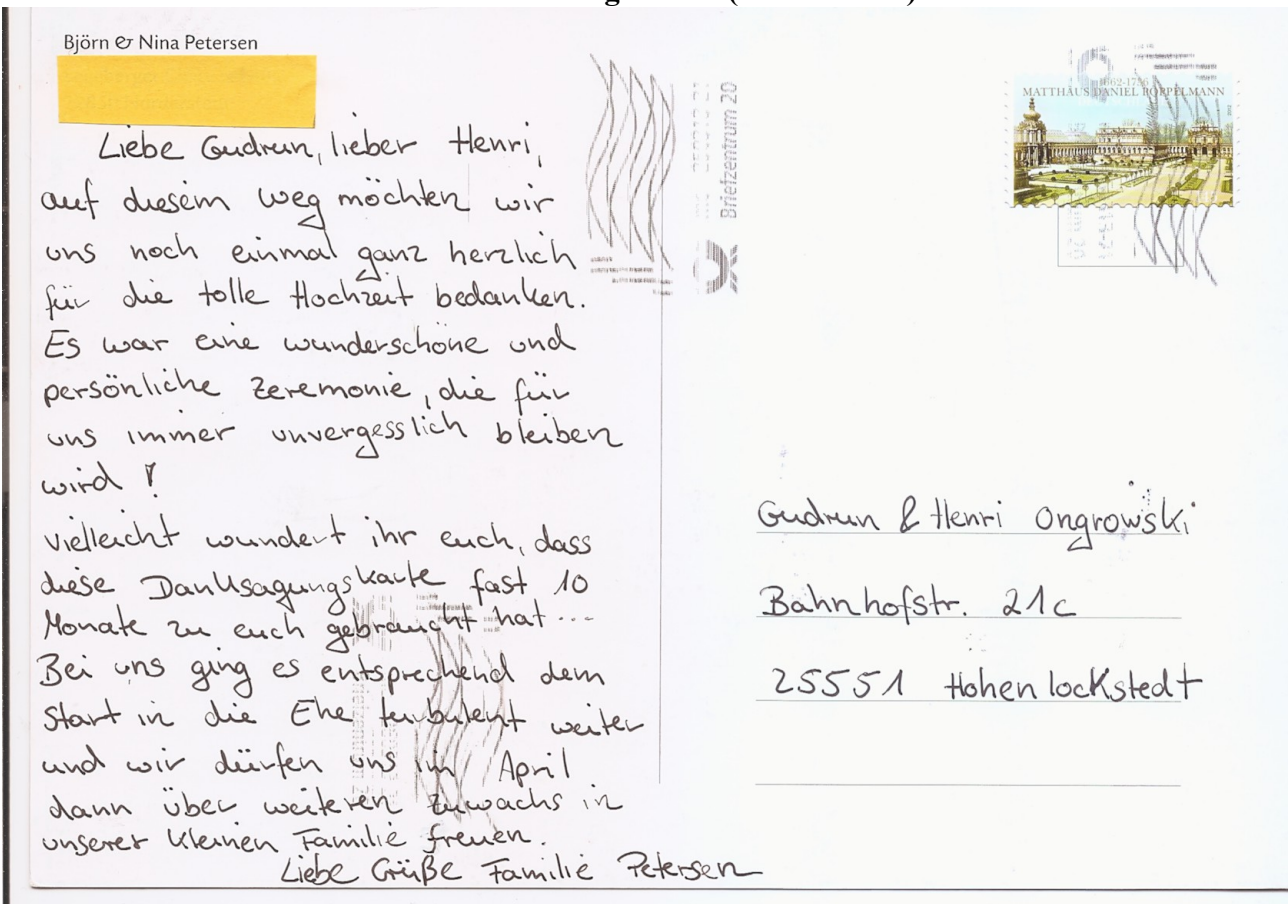 Björn & Nina Petersen
Liebe Gudrun, lieber Henri,
auf diesem Weg möchten wir
uns noch einmal ganz herzlich
für die tolle Hochzeit bedanken.
Es war eine wunderschöne und
persönliche Zeremonie, die für
uns immer unvergesslich bleiben
wird!
vielleicht wundert ihr euch, dass
diese Danksagungskarte fast 10
Monate zu euch gebraucht hat...
Bei uns ging es entsprechend dem
Start in die Ehe turbulent weiter
und wir dürfen uns im April
dann über weiteren Zuwachs in
unserer kleinen Familie freuen.
Liebe Grüße Familie Petersen
Briefzentrum 20
1662-1736
MATTHÄUS DANIEL PÖPPELMANN
Gudrun & Henri Ongrowski
Bahnhofstr. 21c
25551 Hohenlockstedt